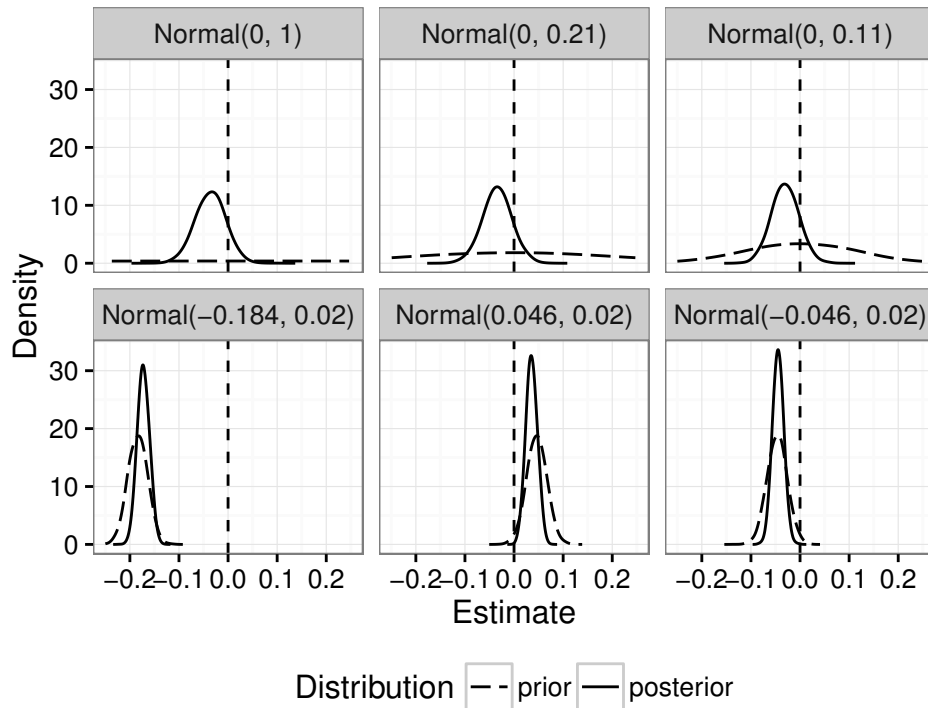 Normal(0, 1) Normal(0, 0.21) Normal(0, 0.11)
30
20
10
0
Normal(−0.184, 0.02) Normal(0.046, 0.02) Normal(−0.046, 0.02)
30
20
10
0
Density
−0.2 −0.1 0.0 0.1 0.2 −0.2 −0.1 0.0 0.1 0.2 −0.2 −0.1 0.0 0.1 0.2
Estimate
Distribution prior posterior